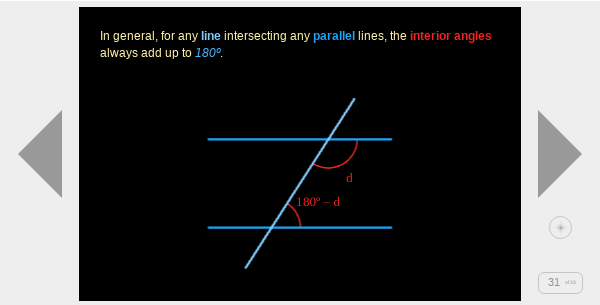 In general, for any line intersecting any parallel lines, the interior angles
always add up to 180º.
d
180º − d
31